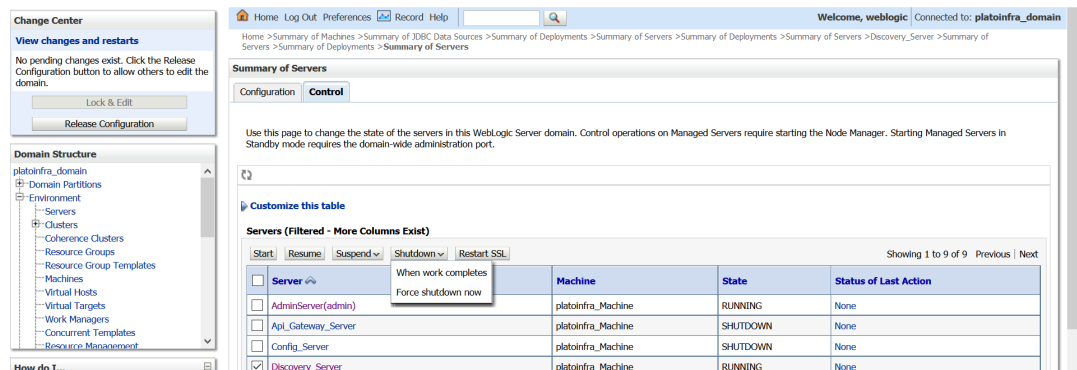 Change Center
View changes and restarts
No pending changes exist. Click the Release
Configuration button to allow others to edit the
domain.
Lock & Edit
Release Configuration
Domain Structure
platoinfra_domain
Domain Partitions
Environment
Servers
Clusters
Coherence Clusters
Resource Groups
Resource Group Templates
Machines
Virtual Hosts
Virtual Targets
Work Managers
Concurrent Templates
Resource Management
How do I...
Home Log Out Preferences Record Help
Welcome, weblogic Connected to: platoinfra_domain
Home >Summary of Machines >Summary of JDBC Data Sources >Summary of Deployments >Summary of Servers >Summary of Deployments >Summary of Servers >Discovery_Server >Summary of
Servers >Summary of Deployments >Summary of Servers
Summary of Servers
Configuration Control
Use this page to change the state of the servers in this WebLogic Server domain. Control operations on Managed Servers require starting the Node Manager. Starting Managed Servers in
Standby mode requires the domain-wide administration port.
Customize this table
Servers (Filtered - More Columns Exist)
Start Resume Suspend Shutdown Restart SSL
Showing 1 to 9 of 9 Previous Next
When work completes
Force shutdown now
Server Machine State Status of Last Action
AdminServer(admin) platoinfra_Machine RUNNING None
Api_Gateway_Server platoinfra_Machine SHUTDOWN None
Config_Server platoinfra_Machine SHUTDOWN None
Discovery_Server platoinfra_Machine RUNNING None